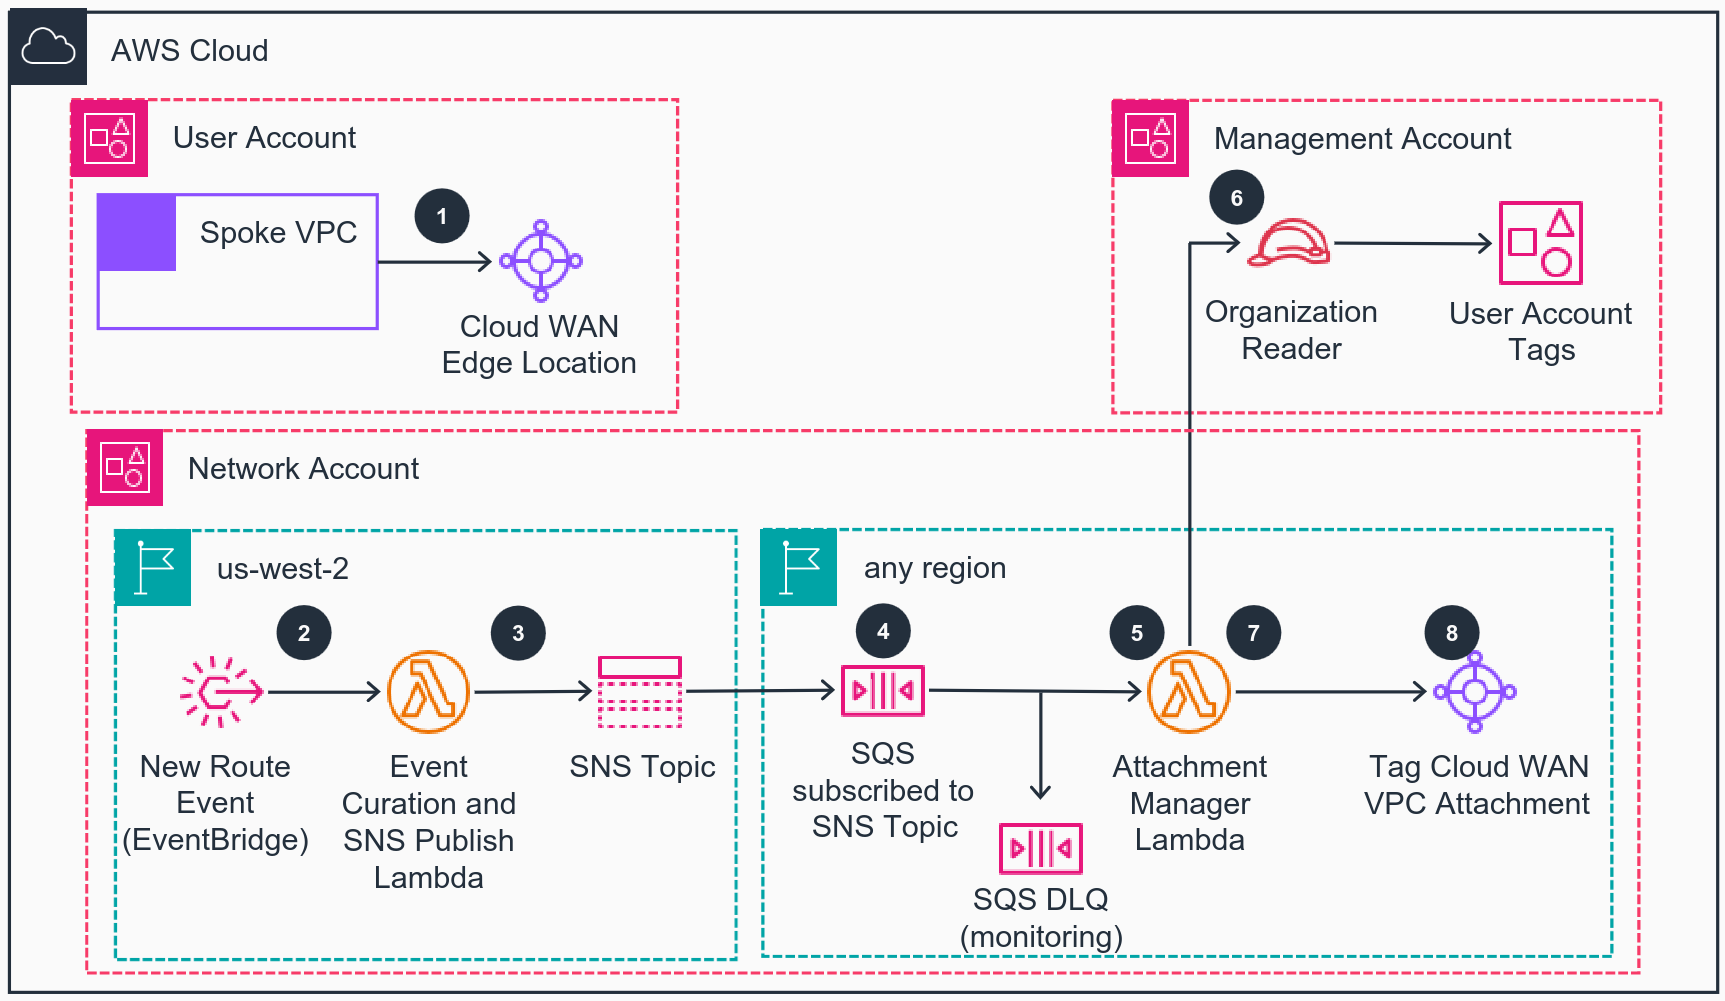 AWS Cloud
User Account
Spoke VPC
1
Cloud WAN
Edge Location
Management Account
6
Organization
Reader
User Account
Tags
Network Account
us-west-2
2
3
New Route
Event
(EventBridge)
Event
Curation and
SNS Publish
Lambda
SNS Topic
any region
4
5
7
8
SQS
subscribed to
SNS Topic
SQS DLQ
(monitoring)
Attachment
Manager
Lambda
Tag Cloud WAN
VPC Attachment